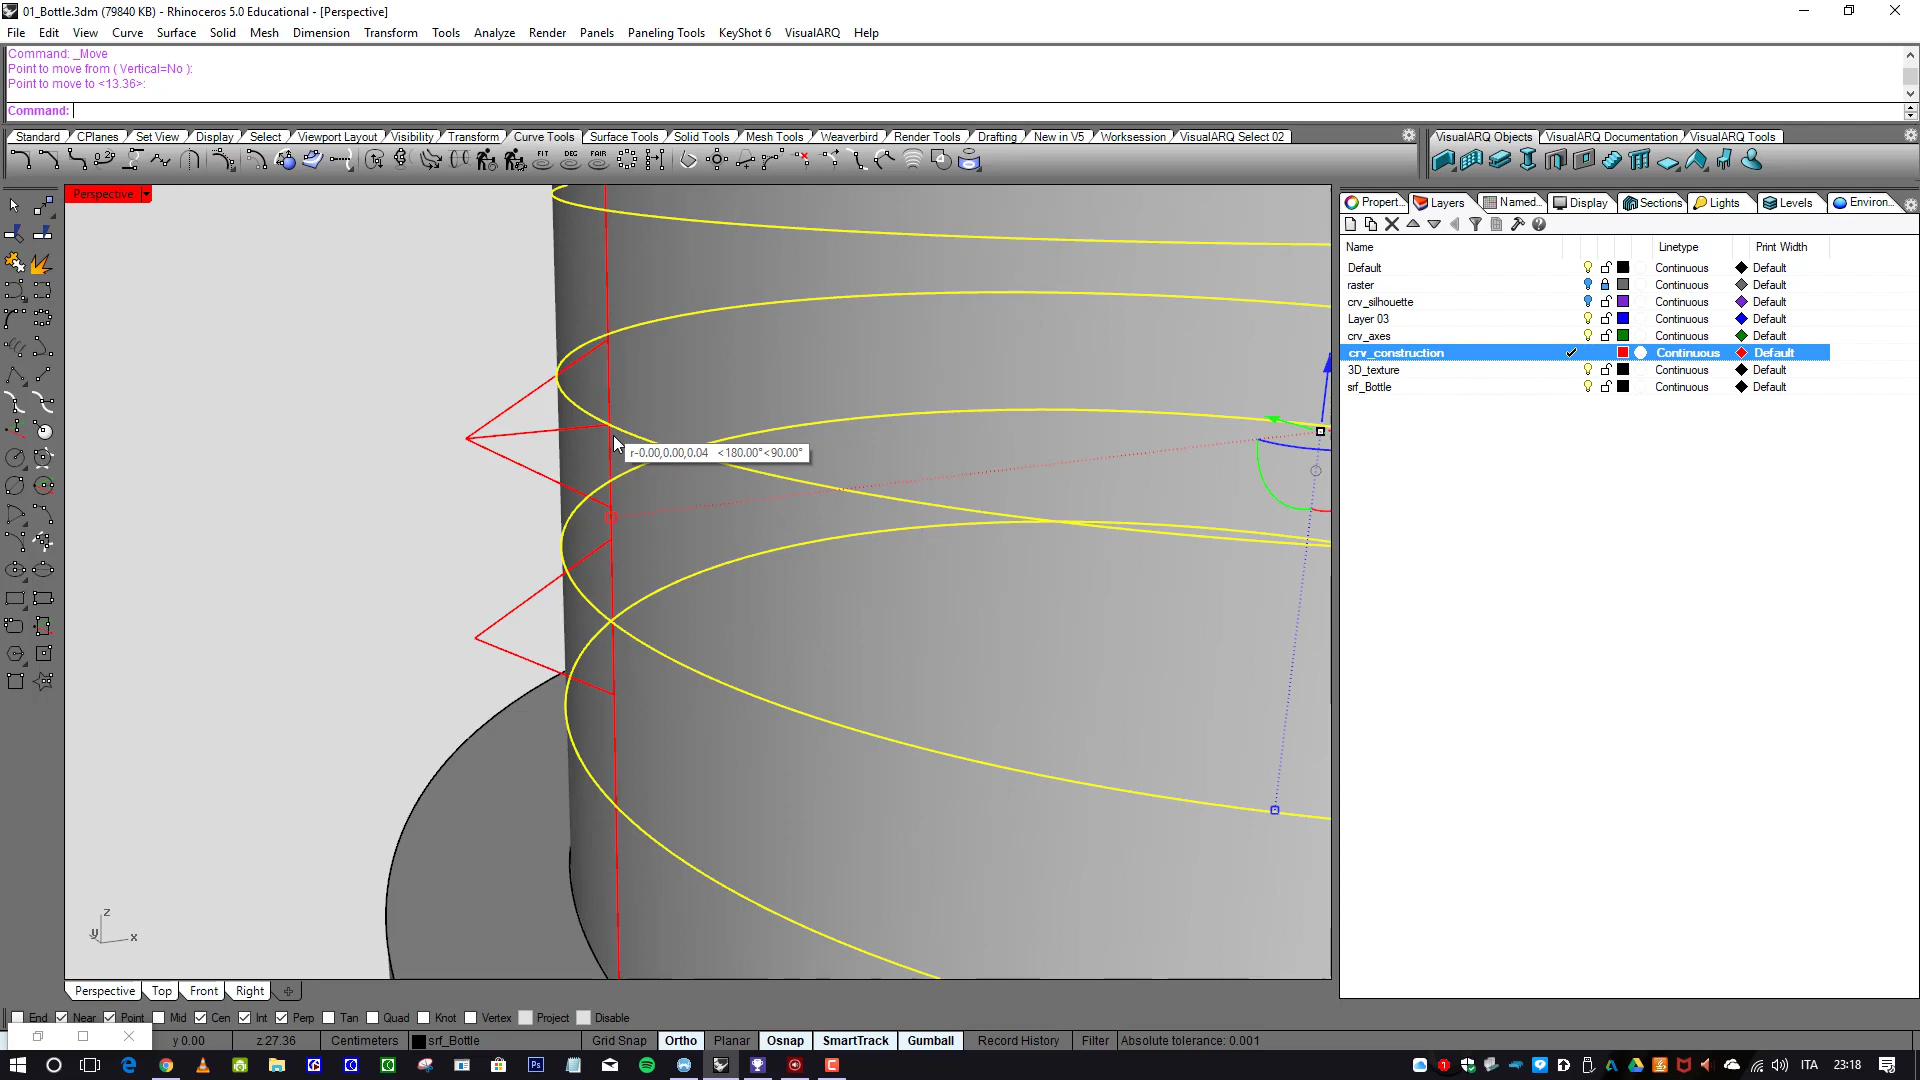 01_Bottle.3dm (79840 KB) - Rhinoceros 5.0 Educational - [Perspective]
File Edit View Curve Surface Solid Mesh Dimension Transform Tools Analyze Render Panels Paneling Tools KeyShot 6 VisualARQ Help
Command: _Move
Point to move from ( Vertical=No ):
Point to move to <13.36>:
Command:
Standard CPlanes Set View Display Select Viewport Layout Visibility Transform Curve Tools Surface Tools Solid Tools Mesh Tools Weaverbird Render Tools Drafting New in V5 Worksession VisualARQ Select 02
VisualARQ Objects VisualARQ Documentation VisualARQ Tools
FIT DEG FAIR
Perspective
Propert... Layers Named... Display Sections Lights Levels Environ...
Name Linetype Print Width
Default Continuous Default
raster Continuous Default
crv_silhouette Continuous Default
Layer 03 Continuous Default
crv_axes Continuous Default
crv_construction Continuous Default
3D_texture Continuous Default
srf_Bottle Continuous Default
r-0.00,0.00,0.04 <180.00°<90.00°
z
y x
Perspective Top Front Right
End Near Point Mid Cen Int Perp Tan Quad Knot Vertex Project Disable
y 0.00 z:27.36 Centimeters srf_Bottle Grid Snap Ortho Planar Osnap SmartTrack Gumball Record History Filter Absolute tolerance: 0.001
ITA 23:18